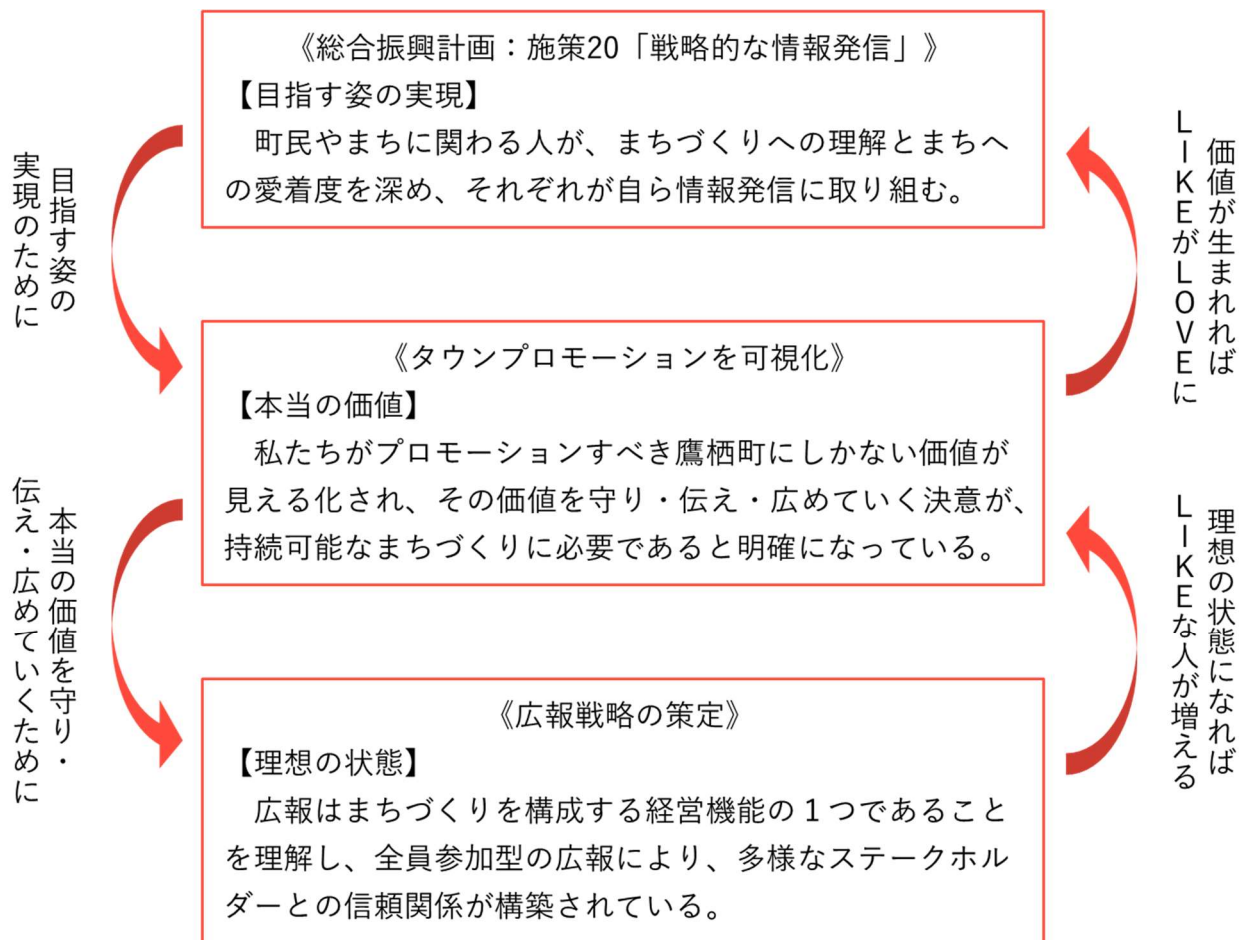 《総合振興計画：施策20「戦略的な情報発信」》
【目指す姿の実現】
　町民やまちに関わる人が、まちづくりへの理解とまちへ
の愛着度を深め、それぞれが自ら情報発信に取り組む。
目指す姿の
実現のために
価値が生まれれば
LIKEがLOVEに
《タウンプロモーションを可視化》
【本当の価値】
　私たちがプロモーションすべき鷹栖町にしかない価値が
見える化され、その価値を守り・伝え・広めていく決意が、
持続可能なまちづくりに必要であると明確になっている。
本当の価値を守り・
伝え・広めていくために
理想の状態になれば
LIKEな人が増える
《広報戦略の策定》
【理想の状態】
　広報はまちづくりを構成する経営機能の１つであること
を理解し、全員参加型の広報により、多様なステークホル
ダーとの信頼関係が構築されている。